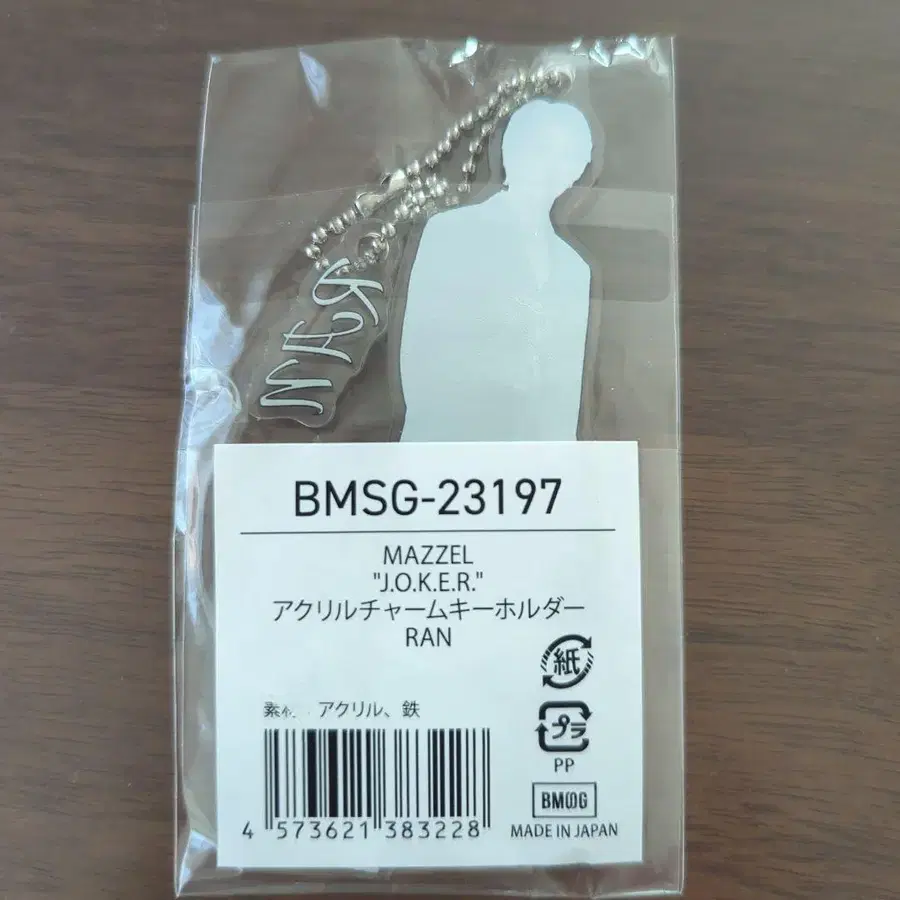 RAN
BMSG-23197
MAZZEL
"J.O.K.E.R."
アクリルチャームキーホルダー
RAN
紙
プラ
PP
アクリル、鉄
4 573621 383228
BMSG
MADE IN JAPAN